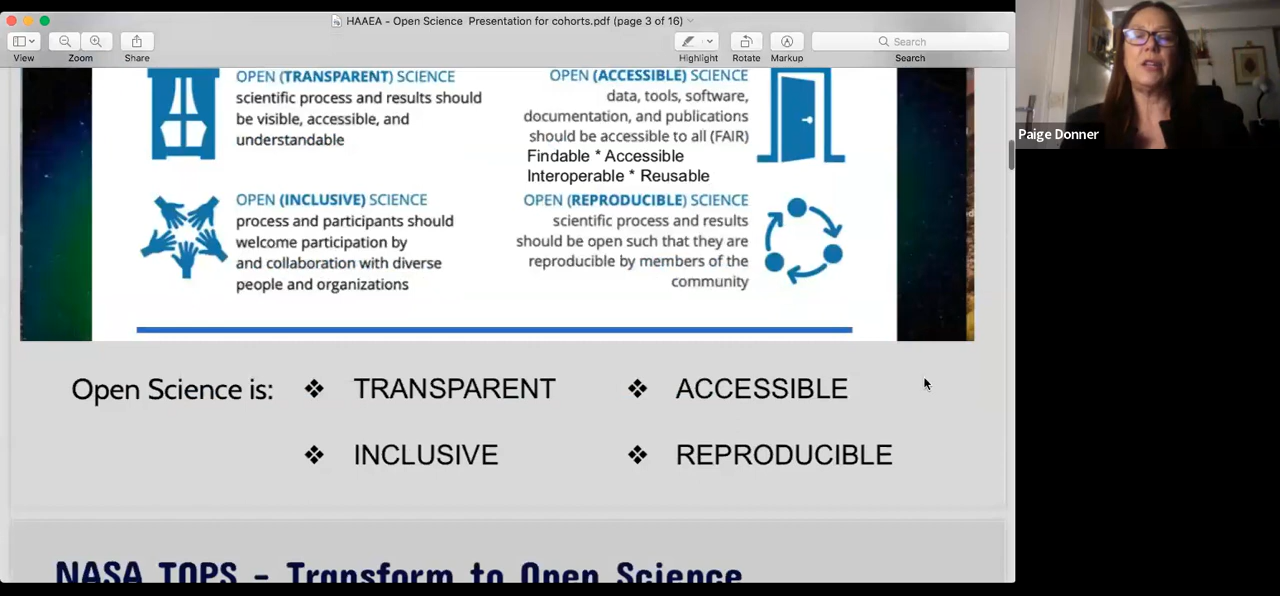 HAAEA - Open Science Presentation for cohorts.pdf (page 3 of 16)
View
Zoom
Share
Highlight
Rotate
Markup
Search
Search
OPEN (TRANSPARENT) SCIENCE
scientific process and results should
be visible, accessible, and
understandable
OPEN (ACCESSIBLE) SCIENCE
data, tools, software,
documentation, and publications
should be accessible to all (FAIR)
Findable * Accessible
Interoperable * Reusable
OPEN (INCLUSIVE) SCIENCE
process and participants should
welcome participation by
and collaboration with diverse
people and organizations
OPEN (REPRODUCIBLE) SCIENCE
scientific process and results
should be open such that they are
reproducible by members of the
community
Open Science is: ❖ TRANSPARENT ❖ ACCESSIBLE
❖ INCLUSIVE ❖ REPRODUCIBLE
NASA TOPS - Transform to Open Science
Paige Donner